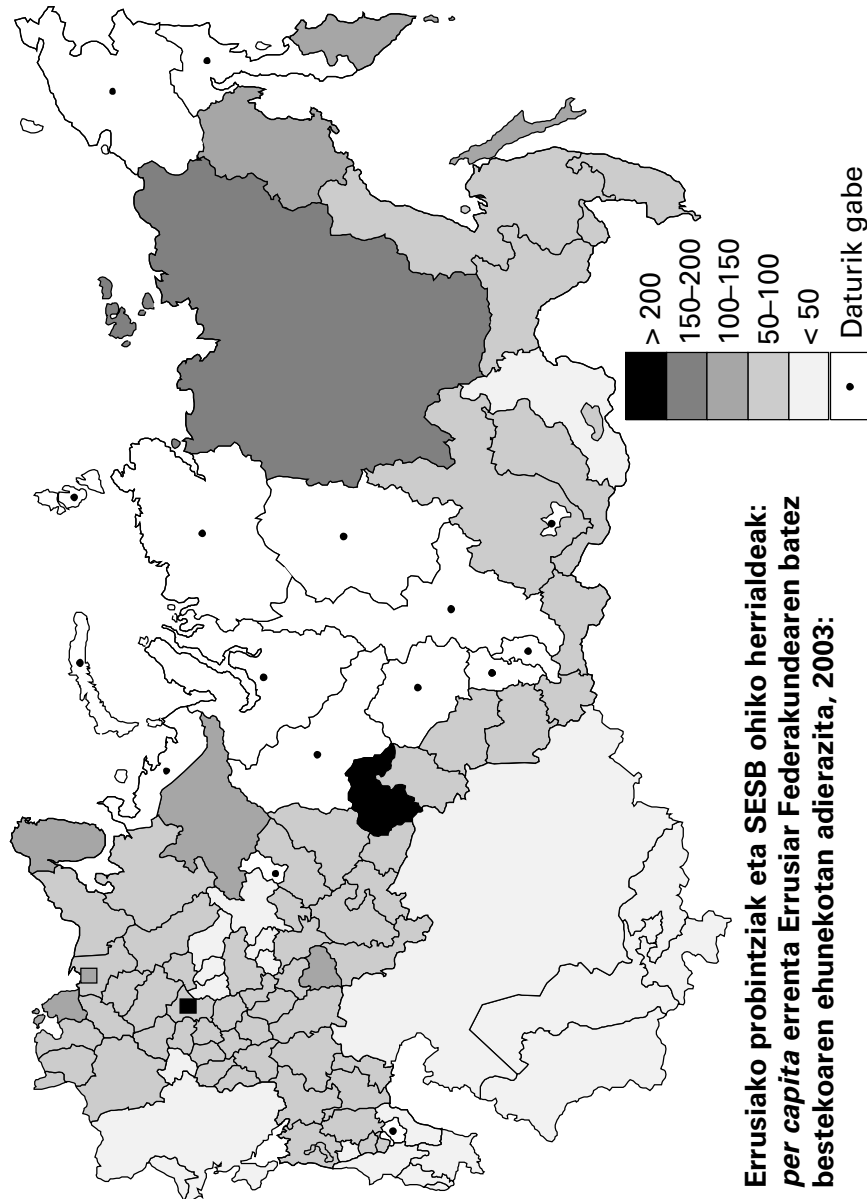 Errusiako probintziak eta SESB ohiko herrialdeak:
per capita errenta Errusiar Federakundearen batez
bestekoaren ehunekotan adierazita, 2003:
> 200
150–200
100–150
50–100
< 50
Daturik gabe